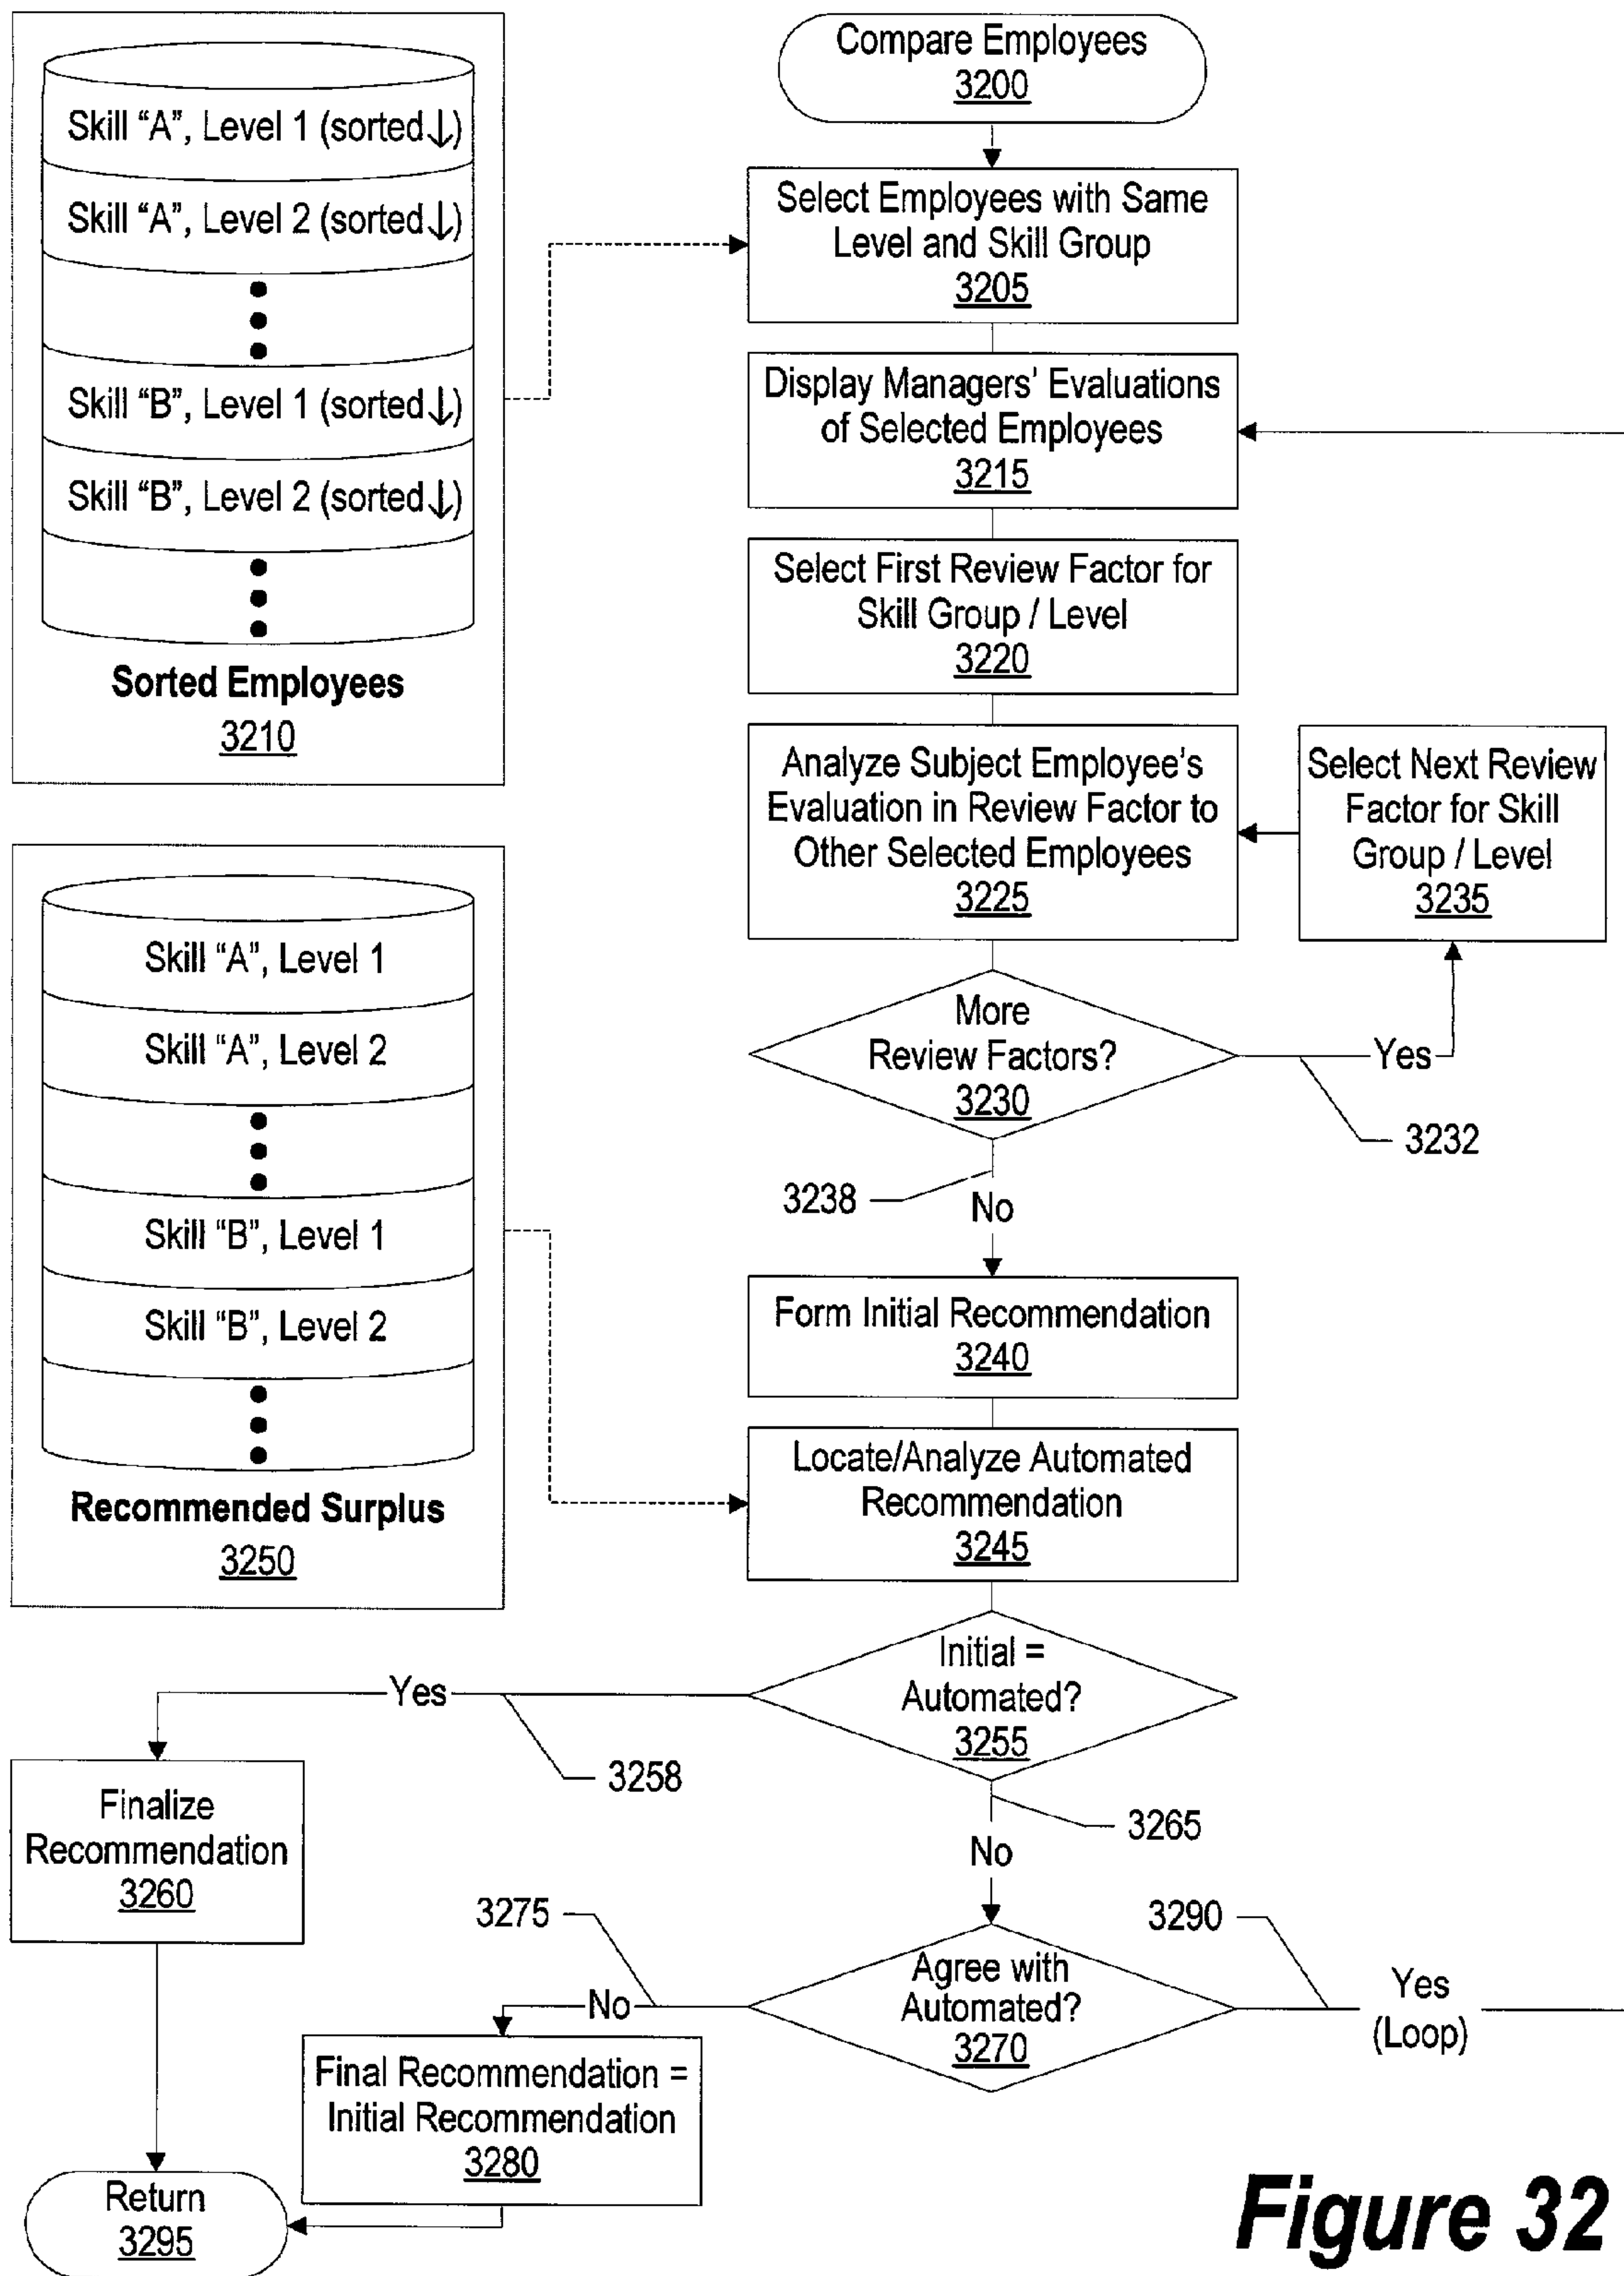 Compare Employees
3200
Skill “A”, Level 1 (sorted↓)
Skill “A”, Level 2 (sorted↓)
Skill “B”, Level 1 (sorted↓)
Skill “B”, Level 2 (sorted↓)
Sorted Employees
3210
Select Employees with Same
Level and Skill Group
3205
Display Managers' Evaluations
of Selected Employees
3215
Select First Review Factor for
Skill Group / Level
3220
Analyze Subject Employee's
Evaluation in Review Factor to
Other Selected Employees
3225
Select Next Review
Factor for Skill
Group / Level
3235
More
Review Factors?
3230
Yes
3232
3238
No
Skill “A”, Level 1
Skill “A”, Level 2
Skill “B”, Level 1
Skill “B”, Level 2
Recommended Surplus
3250
Form Initial Recommendation
3240
Locate/Analyze Automated
Recommendation
3245
Initial =
Automated?
3255
Yes
3258
Finalize
Recommendation
3260
3265
No
Agree with
Automated?
3270
3275
No
3290
Yes
(Loop)
Final Recommendation =
Initial Recommendation
3280
Return
3295
Figure 32